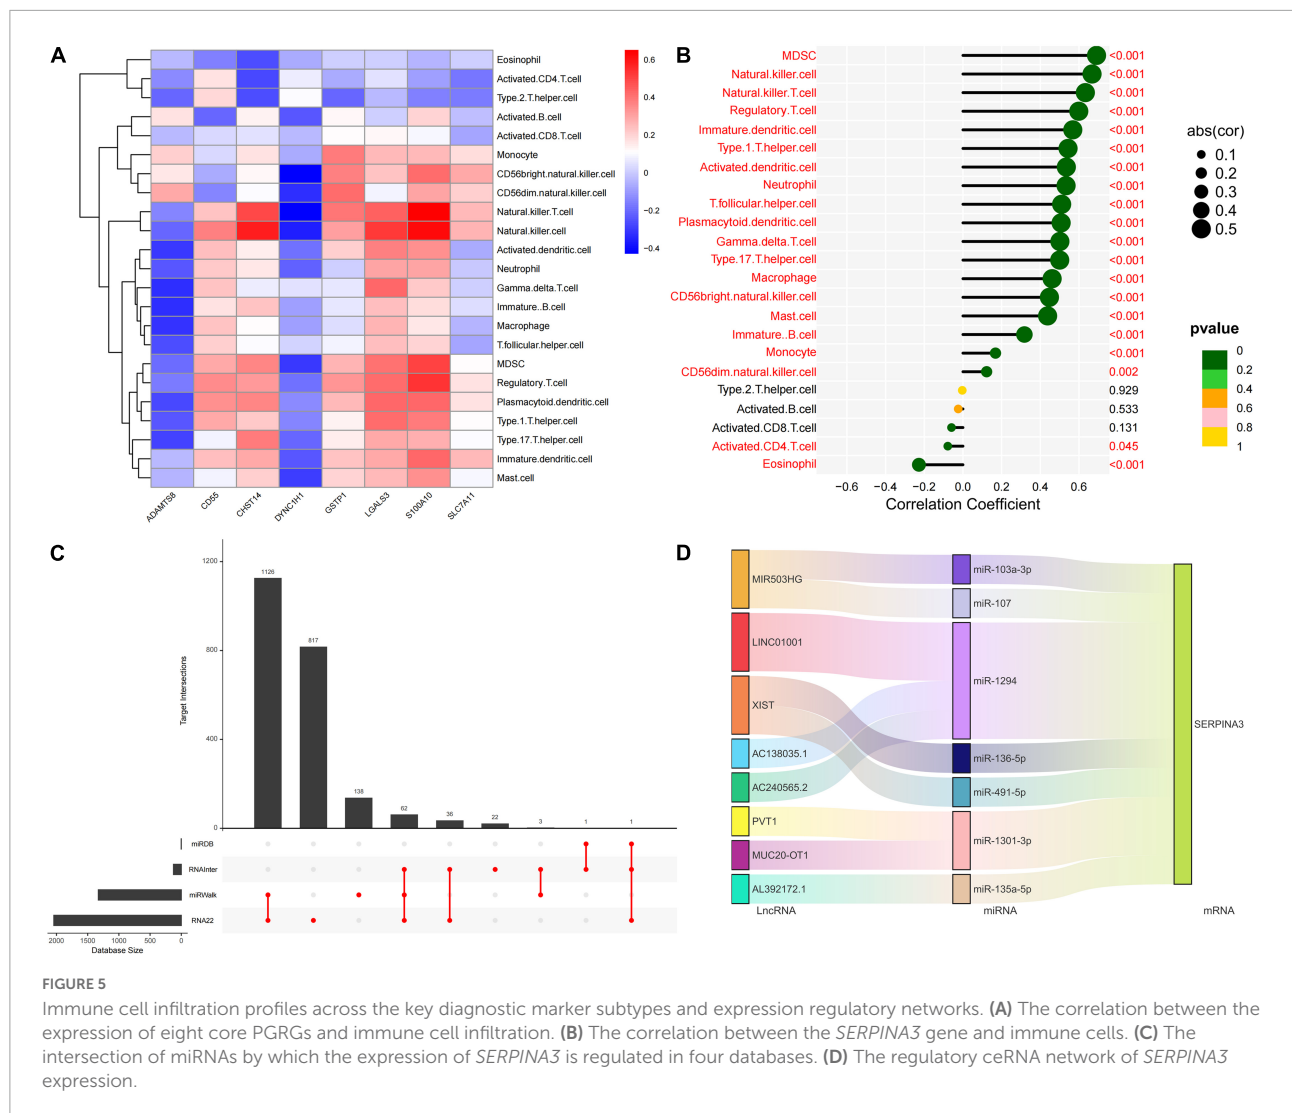 A
Eosinophil
Activated.CD4.T.cell
Type.2.T.helper.cell
Activated.B.cell
Activated.CD8.T.cell
Monocyte
CD56bright.natural.killer.cell
CD56dim.natural.killer.cell
Natural.killer.T.cell
Natural.killer.cell
Activated.dendritic.cell
Neutrophil
Gamma.delta.T.cell
Immature..B.cell
Macrophage
T.follicular.helper.cell
MDSC
Regulatory.T.cell
Plasmacytoid.dendritic.cell
Type.1.T.helper.cell
Type.17.T.helper.cell
Immature.dendritic.cell
Mast.cell
ADAMTS8 CD55 CHST14 DYNC1H1 GSTP1 LGALS3 S100A10 SLC7A11
0.6
0.4
0.2
0
−0.2
−0.4
B
MDSC <0.001
Natural.killer.cell <0.001
Natural.killer.T.cell <0.001
Regulatory.T.cell <0.001
Immature.dendritic.cell <0.001
Type.1.T.helper.cell <0.001
Activated.dendritic.cell <0.001
Neutrophil <0.001
T.follicular.helper.cell <0.001
Plasmacytoid.dendritic.cell <0.001
Gamma.delta.T.cell <0.001
Type.17.T.helper.cell <0.001
Macrophage <0.001
CD56bright.natural.killer.cell <0.001
Mast.cell <0.001
Immature..B.cell <0.001
Monocyte <0.001
CD56dim.natural.killer.cell 0.002
Type.2.T.helper.cell 0.929
Activated.B.cell 0.533
Activated.CD8.T.cell 0.131
Activated.CD4.T.cell 0.045
Eosinophil <0.001
−0.6 −0.4 −0.2 0.0 0.2 0.4 0.6
Correlation Coefficient
abs(cor)
0.1
0.2
0.3
0.4
0.5
pvalue
0
0.2
0.4
0.6
0.8
1
C
Target Intersections
1200
800
400
0
1126 817 138 62 36 22 3 1 1
miRDB
RNAInter
miRWalk
RNA22
2000 1500 1000 500 0
Database Size
D
MIR503HG
LINC01001
XIST
AC138035.1
AC240565.2
PVT1
MUC20-OT1
AL392172.1
miR-103a-3p
miR-107
miR-1294
miR-136-5p
miR-491-5p
miR-1301-3p
miR-135a-5p
SERPINA3
LncRNA miRNA mRNA
FIGURE 5
Immune cell infiltration profiles across the key diagnostic marker subtypes and expression regulatory networks. (A) The correlation between the
expression of eight core PGRGs and immune cell infiltration. (B) The correlation between the SERPINA3 gene and immune cells. (C) The
intersection of miRNAs by which the expression of SERPINA3 is regulated in four databases. (D) The regulatory ceRNA network of SERPINA3
expression.